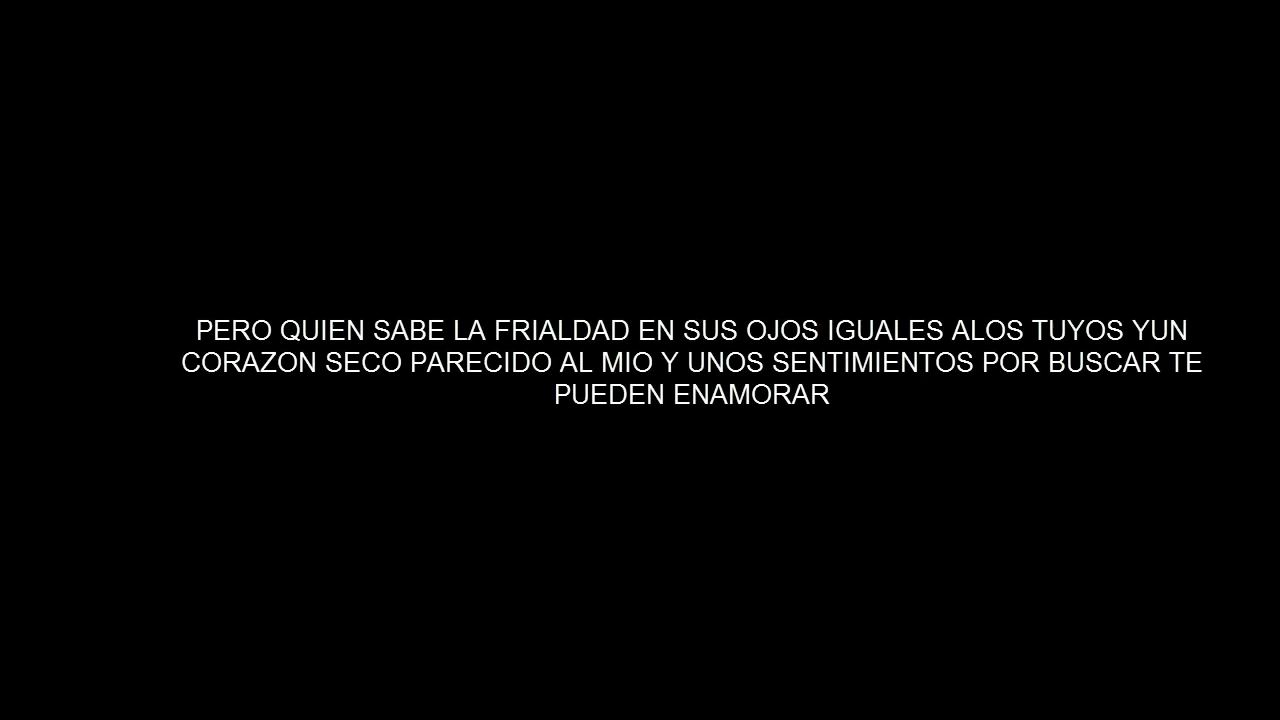 PERO QUIEN SABE LA FRIALDAD EN SUS OJOS IGUALES ALOS TUYOS YUN
CORAZON SECO PARECIDO AL MIO Y UNOS SENTIMIENTOS POR BUSCAR TE
PUEDEN ENAMORAR